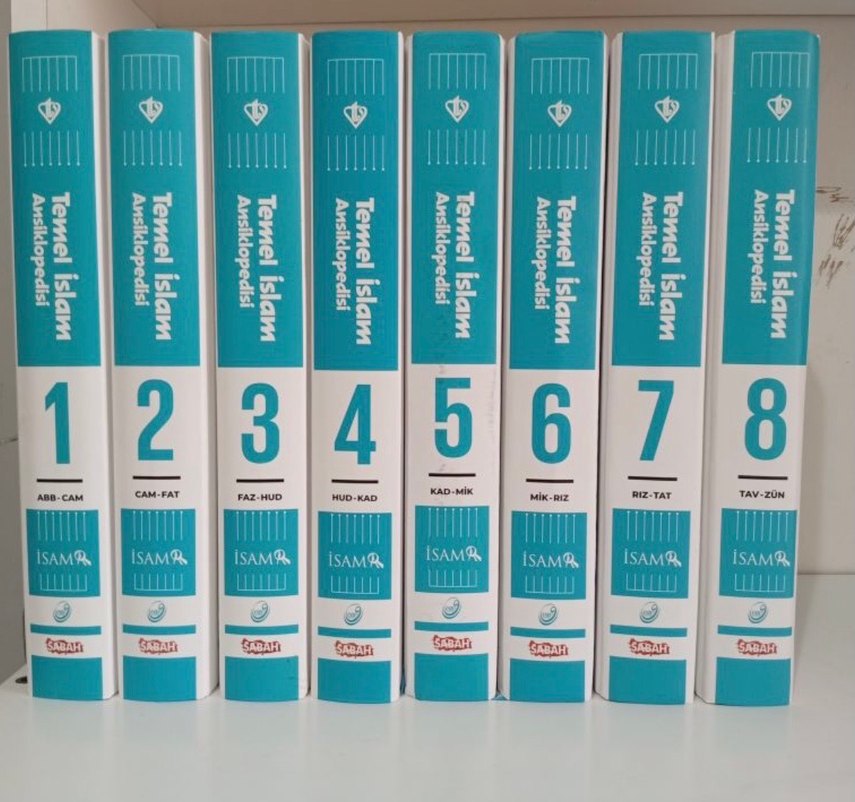 Temel İslam
Ansiklopedisi
1
ABB-CAM
İSAM
SABAH
Temel İslam
Ansiklopedisi
2
CAM-FAT
İSAM
SABAH
Temel İslam
Ansiklopedisi
3
FAZ-HUD
İSAM
SABAH
Temel İslam
Ansiklopedisi
4
HUD-KAD
İSAM
SABAH
Temel İslam
Ansiklopedisi
5
KAD-MİK
İSAM
SABAH
Temel İslam
Ansiklopedisi
6
MİK-RIZ
İSAM
SABAH
Temel İslam
Ansiklopedisi
7
RIZ-TAT
İSAM
SABAH
Temel İslam
Ansiklopedisi
8
TAV-ZÜN
İSAM
SABAH